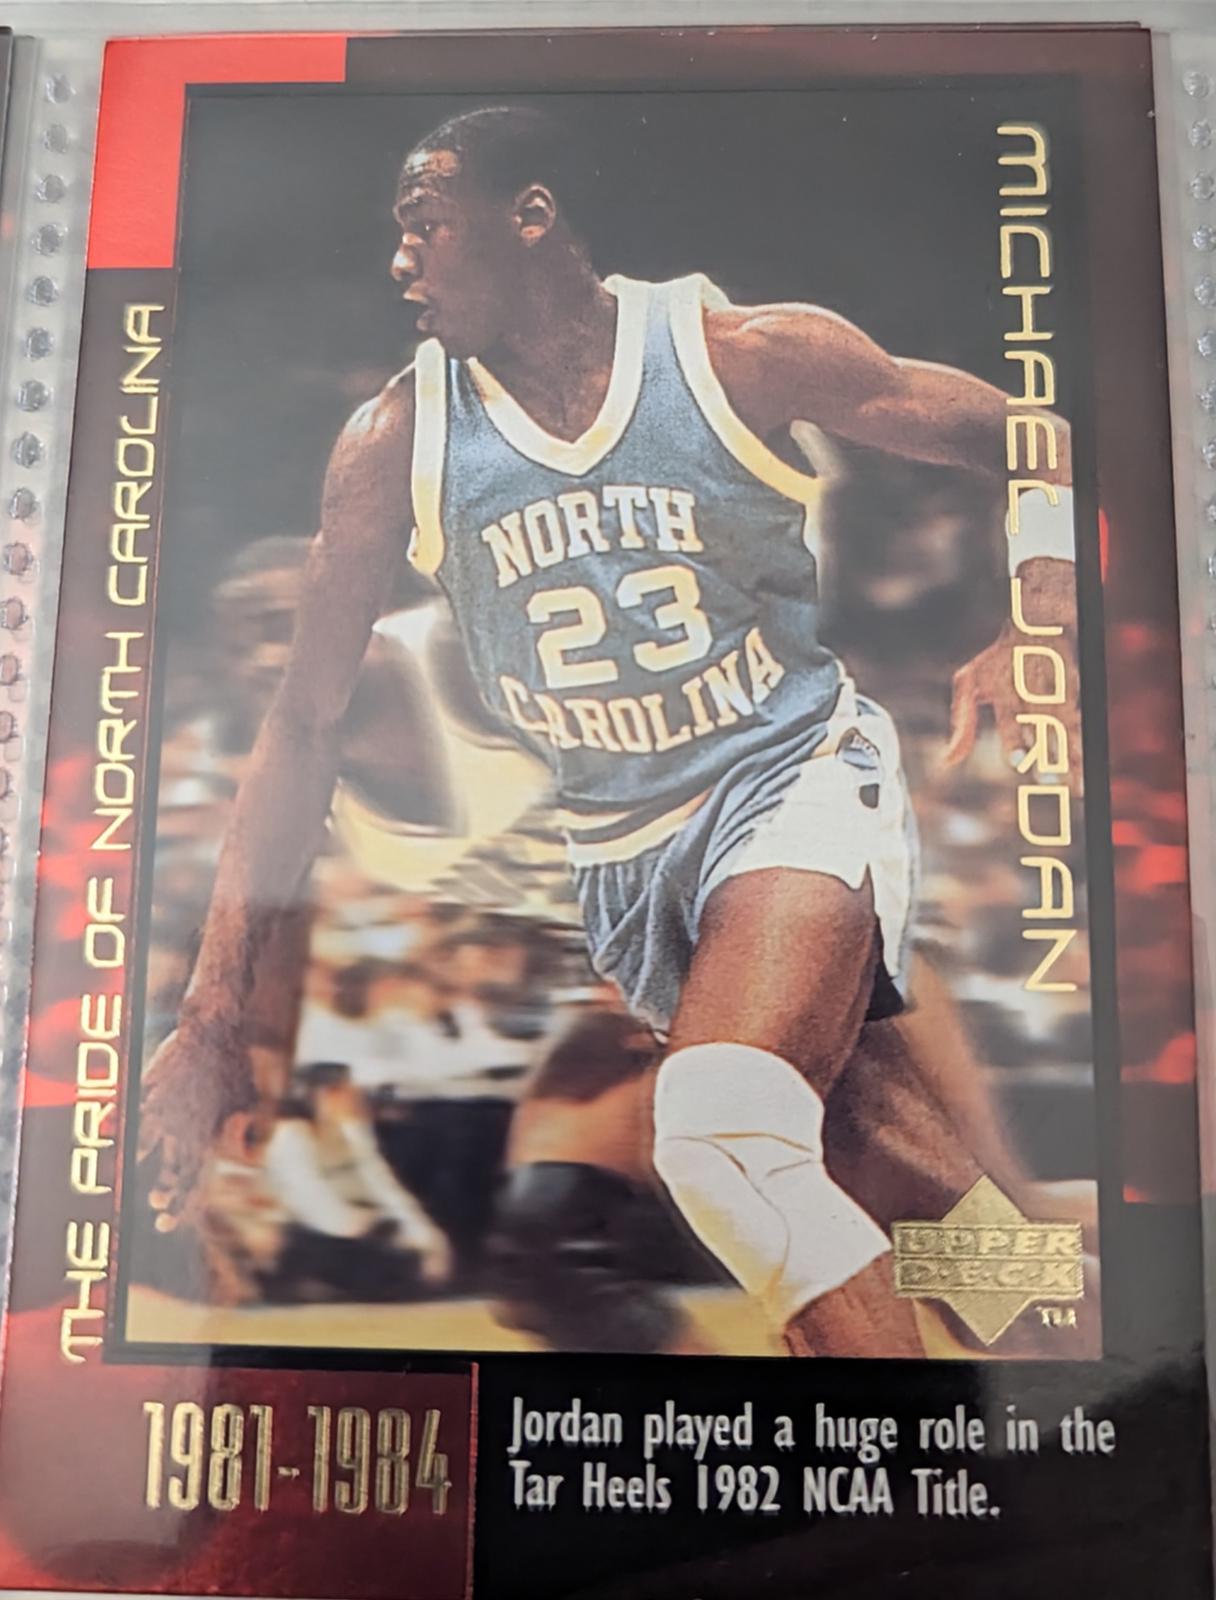 THE PRIDE OF NORTH CAROLINA
MICHAEL JORDAN
NORTH
23
CAROLINA
UPPER
D·E·C·K
TM
1981-1984
Jordan played a huge role in the
Tar Heels 1982 NCAA Title.